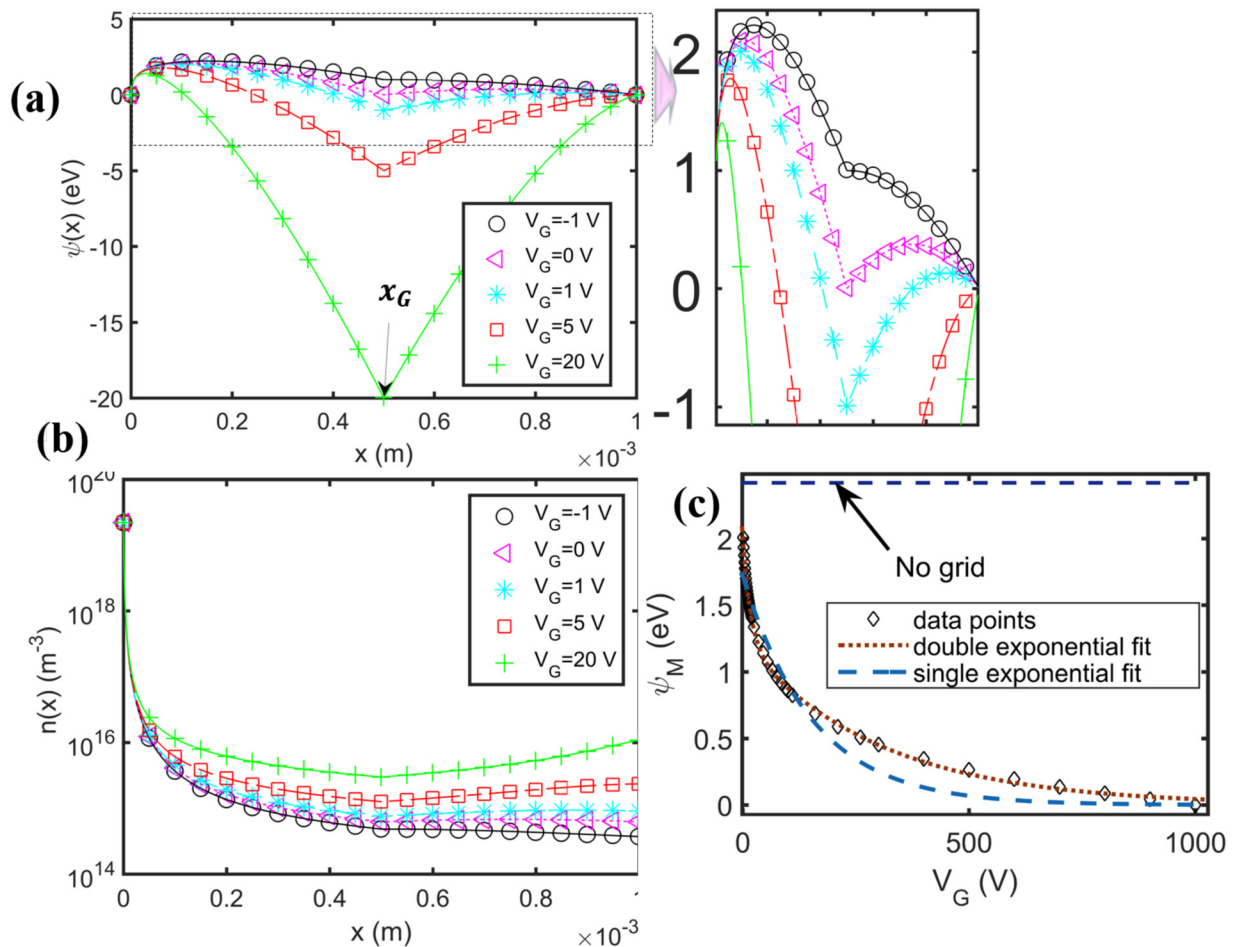 (a)
5
0
-5
-10
-15
-20
ψ(x) (eV)
V_G=-1 V
V_G=0 V
V_G=1 V
V_G=5 V
V_G=20 V
x_G
0 0.2 0.4 0.6 0.8 1
x (m) ×10^-3
2
1
0
-1
(b)
10^20
10^18
10^16
10^14
n(x) (m^-3)
V_G=-1 V
V_G=0 V
V_G=1 V
V_G=5 V
V_G=20 V
0 0.2 0.4 0.6 0.8
x (m) ×10^-3
(c)
No grid
2
1.5
1
0.5
0
ψ_M (eV)
data points
double exponential fit
single exponential fit
0 500 1000
V_G (V)